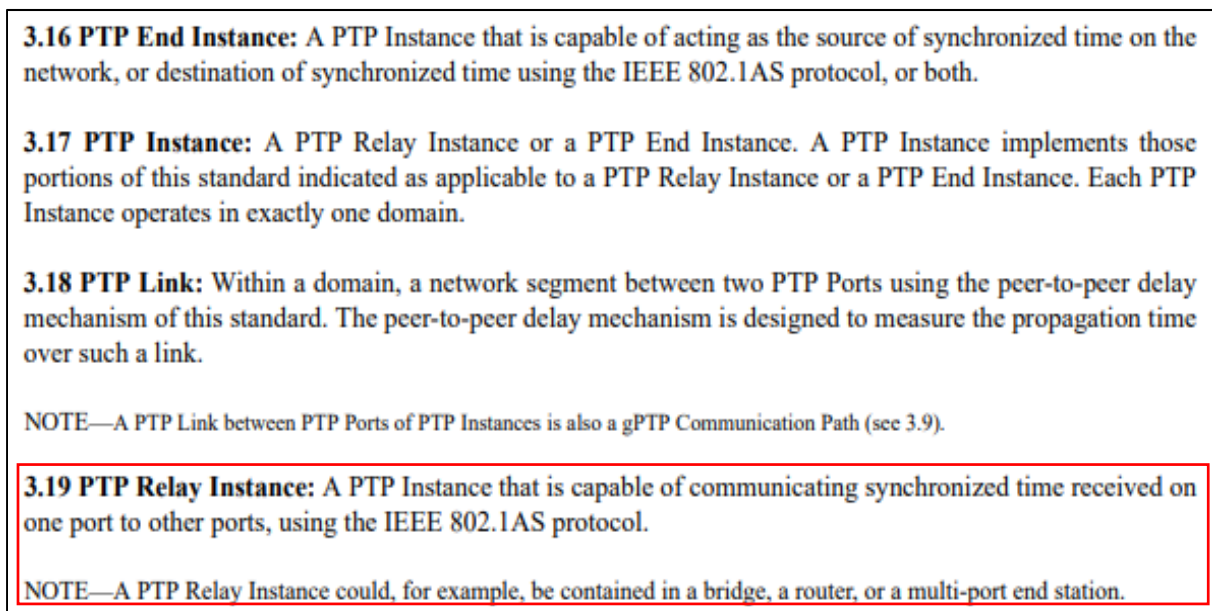 3.16 PTP End Instance: A PTP Instance that is capable of acting as the source of synchronized time on the
network, or destination of synchronized time using the IEEE 802.1AS protocol, or both.
3.17 PTP Instance: A PTP Relay Instance or a PTP End Instance. A PTP Instance implements those
portions of this standard indicated as applicable to a PTP Relay Instance or a PTP End Instance. Each PTP
Instance operates in exactly one domain.
3.18 PTP Link: Within a domain, a network segment between two PTP Ports using the peer-to-peer delay
mechanism of this standard. The peer-to-peer delay mechanism is designed to measure the propagation time
over such a link.
NOTE—A PTP Link between PTP Ports of PTP Instances is also a gPTP Communication Path (see 3.9).
3.19 PTP Relay Instance: A PTP Instance that is capable of communicating synchronized time received on
one port to other ports, using the IEEE 802.1AS protocol.
NOTE—A PTP Relay Instance could, for example, be contained in a bridge, a router, or a multi-port end station.